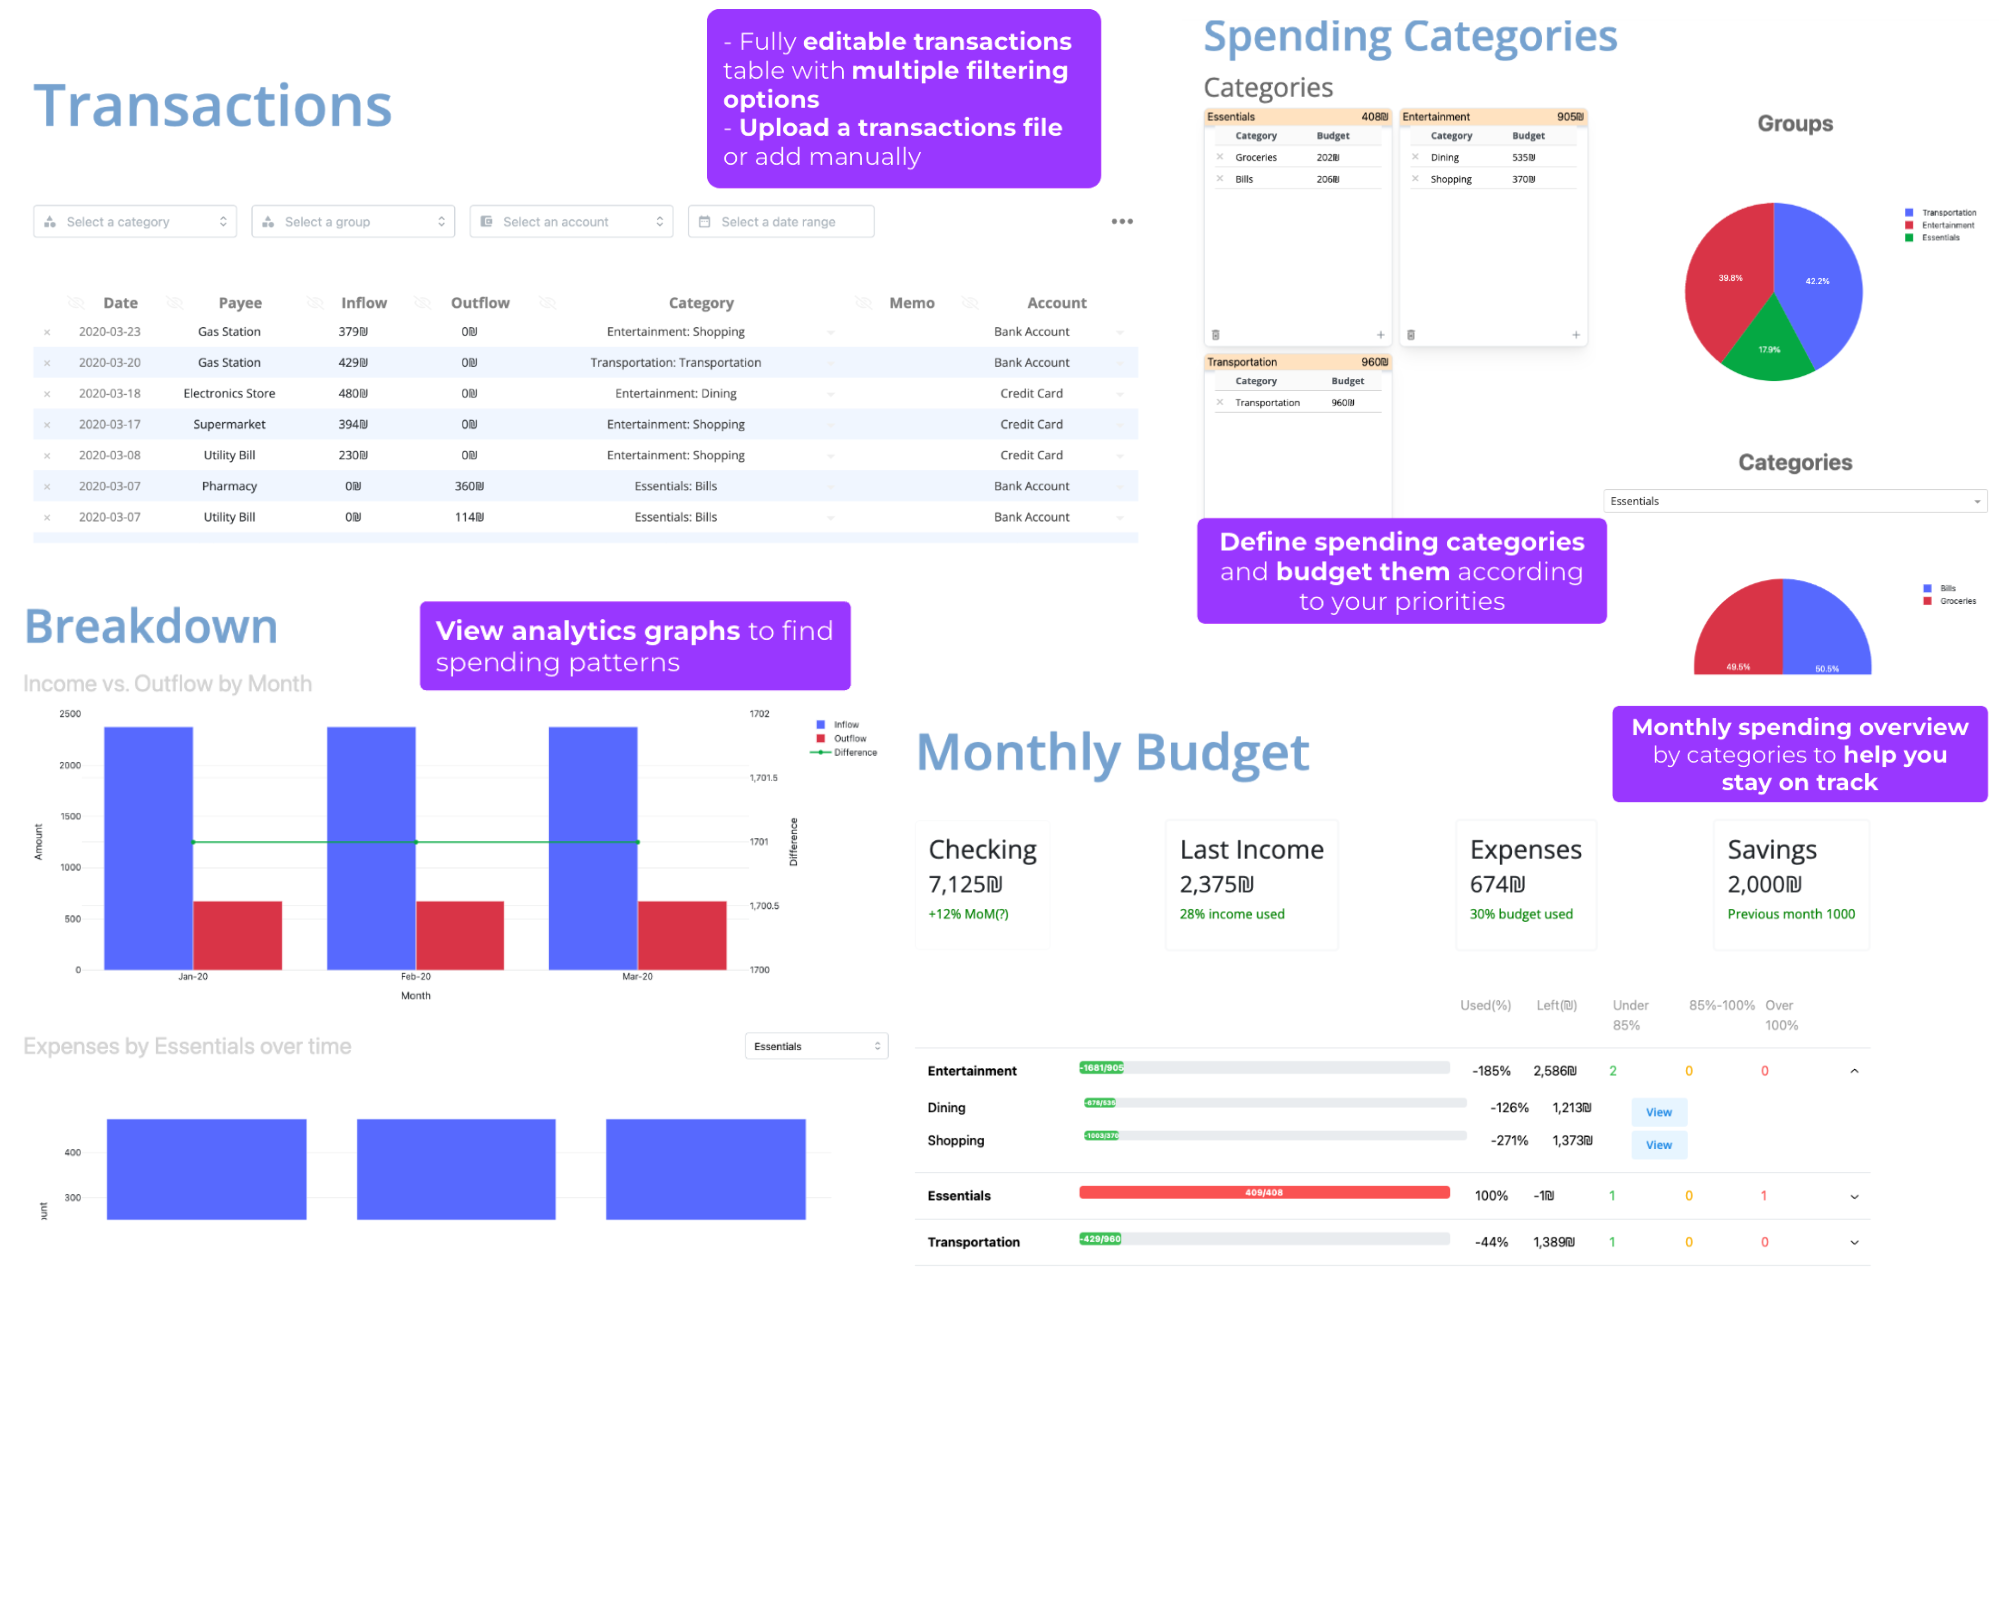 Transactions
- Fully editable transactions
table with multiple filtering
options
- Upload a transactions file
or add manually
Select a category
Select a group
Select an account
Select a date range
Date Payee Inflow Outflow Category Memo Account
× 2020-03-23 Gas Station 379₪ 0₪ Entertainment: Shopping Bank Account
× 2020-03-20 Gas Station 429₪ 0₪ Transportation: Transportation Bank Account
× 2020-03-18 Electronics Store 480₪ 0₪ Entertainment: Dining Credit Card
× 2020-03-17 Supermarket 394₪ 0₪ Entertainment: Shopping Credit Card
× 2020-03-08 Utility Bill 230₪ 0₪ Entertainment: Shopping Credit Card
× 2020-03-07 Pharmacy 0₪ 360₪ Essentials: Bills Bank Account
× 2020-03-07 Utility Bill 0₪ 114₪ Essentials: Bills Bank Account
Spending Categories
Categories
Essentials 408₪
Category Budget
× Groceries 202₪
× Bills 206₪
Entertainment 905₪
Category Budget
× Dining 535₪
× Shopping 370₪
Transportation 960₪
Category Budget
× Transportation 960₪
Groups
Transportation
Entertainment
Essentials
39.8%
42.2%
17.9%
Categories
Essentials
Bills
Groceries
49.5%
50.5%
Define spending categories
and budget them according
to your priorities
Breakdown
View analytics graphs to find
spending patterns
Income vs. Outflow by Month
2500
2000
1500
1000
500
0
Amount
1702
1,701.5
1701
1,700.5
1700
Difference
Inflow
Outflow
Difference
Jan-20 Feb-20 Mar-20
Month
Expenses by Essentials over time
Essentials
400
300
ount
Monthly Budget
Monthly spending overview
by categories to help you
stay on track
Checking
7,125₪
+12% MoM(?)
Last Income
2,375₪
28% income used
Expenses
674₪
30% budget used
Savings
2,000₪
Previous month 1000
Used(%) Left(₪) Under 85%-100% Over
85% 100%
Entertainment -1681/905 -185% 2,586₪ 2 0 0
Dining -676/535 -126% 1,213₪ View
Shopping -1003/370 -271% 1,373₪ View
Essentials 409/408 100% -1₪ 1 0 1
Transportation -429/960 -44% 1,389₪ 1 0 0